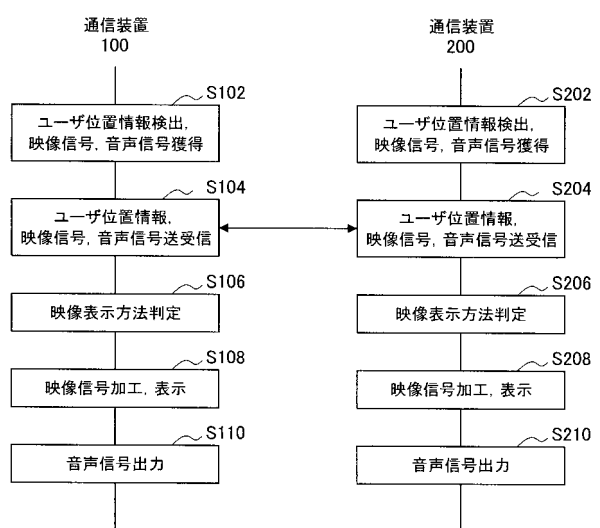 通信装置
100
S102
ユーザ位置情報検出,
映像信号, 音声信号獲得
S104
ユーザ位置情報,
映像信号, 音声信号送受信
S106
映像表示方法判定
S108
映像信号加工, 表示
S110
音声信号出力
通信装置
200
S202
ユーザ位置情報検出,
映像信号, 音声信号獲得
S204
ユーザ位置情報,
映像信号, 音声信号送受信
S206
映像表示方法判定
S208
映像信号加工, 表示
S210
音声信号出力